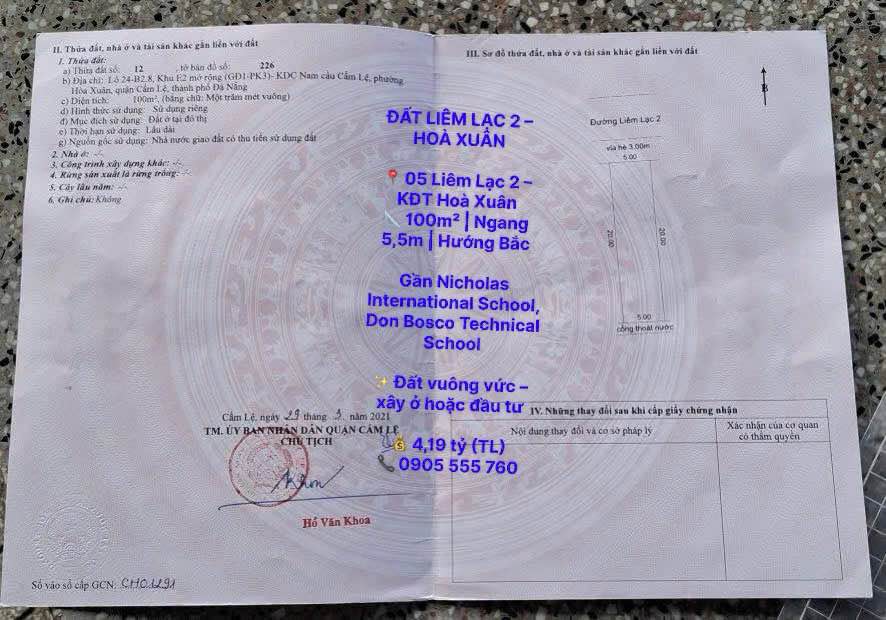 II. Thửa đất, nhà ở và tài sản khác gắn liền với đất
1. Thửa đất:
a) Thửa đất số: 12 , tờ bản đồ số: 226
b) Địa chỉ: Lô 24-B2.8, Khu E2 mở rộng (GĐ1-PK3)- KDC Nam cầu Cẩm Lệ, phường
Hòa Xuân, quận Cẩm Lệ, thành phố Đà Nẵng
c) Diện tích: 100m², (bằng chữ: Một trăm mét vuông)
d) Hình thức sử dụng: Sử dụng riêng
đ) Mục đích sử dụng: Đất ở tại đô thị
e) Thời hạn sử dụng: Lâu dài
g) Nguồn gốc sử dụng: Nhà nước giao đất có thu tiền sử dụng đất
2. Nhà ở: -/-
3. Công trình xây dựng khác: -/-
4. Rừng sản xuất là rừng trồng: -/-
5. Cây lâu năm: -/-
6. Ghi chú: Không
Cẩm Lệ, ngày 29 tháng 3 năm 2021
TM. ỦY BAN NHÂN DÂN QUẬN CẨM LỆ
CHỦ TỊCH
Hồ Văn Khoa
Số vào sổ cấp GCN: CH01291
ĐẤT LIÊM LẠC 2 –
HOÀ XUÂN
📍 05 Liêm Lạc 2 –
KĐT Hoà Xuân
📏 100m² | Ngang
5,5m | Hướng Bắc
Gần Nicholas
International School,
Don Bosco Technical
School
✨ Đất vuông vức –
xây ở hoặc đầu tư
💰 4,19 tỷ (TL)
📞 0905 555 760
III. Sơ đồ thửa đất, nhà ở và tài sản khác gắn liền với đất
B
Đường Liêm Lạc 2
vỉa hè 3.00m
5.00
20.00
20.00
5.00
cống thoát nước
IV. Những thay đổi sau khi cấp giấy chứng nhận
Nội dung thay đổi và cơ sở pháp lý
Xác nhận của cơ quan
có thẩm quyền